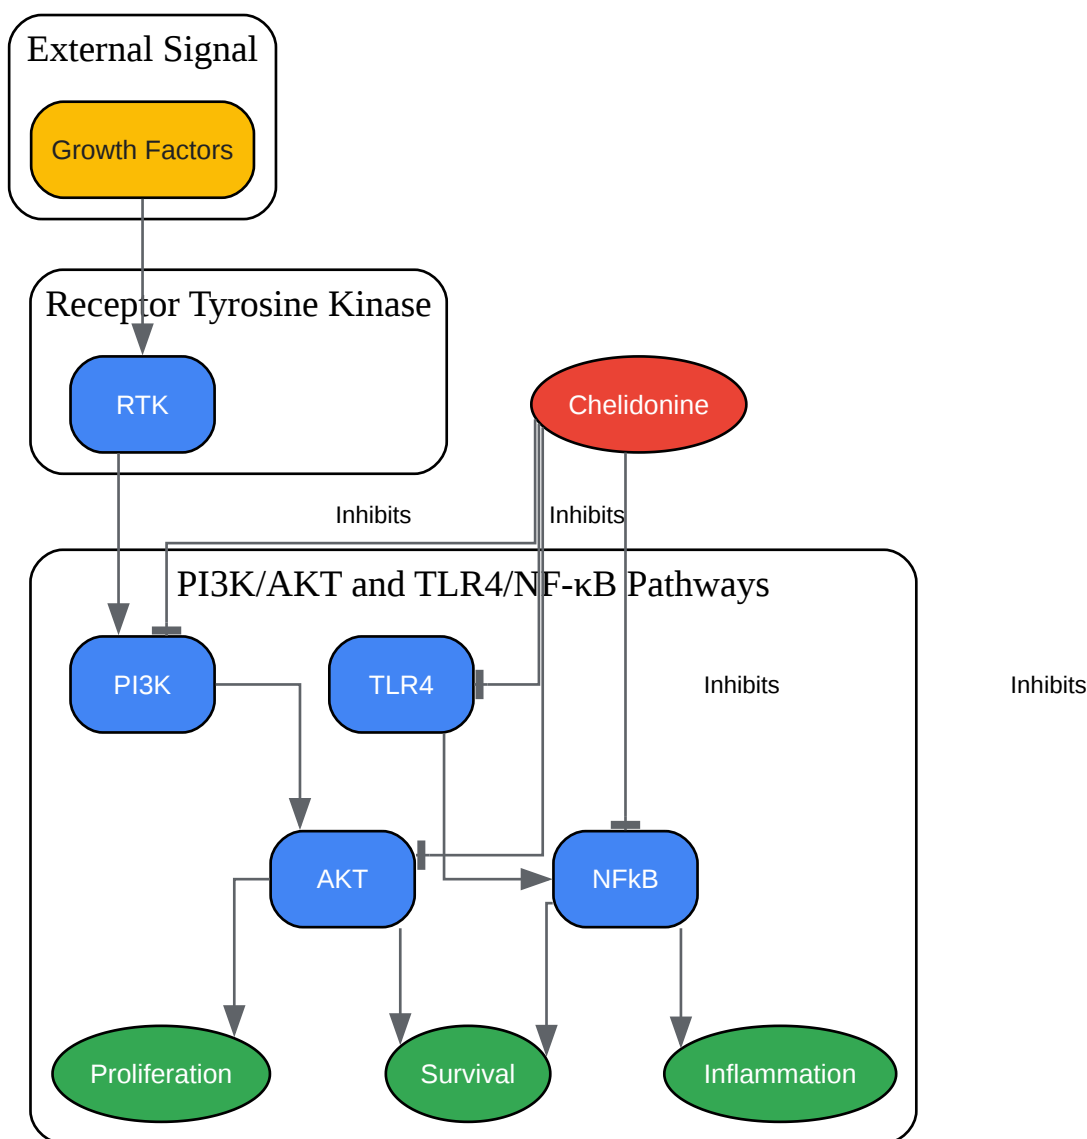 External Signal
Growth Factors
Receptor Tyrosine Kinase
RTK
Chelidonine
Inhibits
Inhibits
PI3K/AKT and TLR4/NF-κB Pathways
PI3K
TLR4
Inhibits
Inhibits
AKT
NFkB
Proliferation
Survival
Inflammation